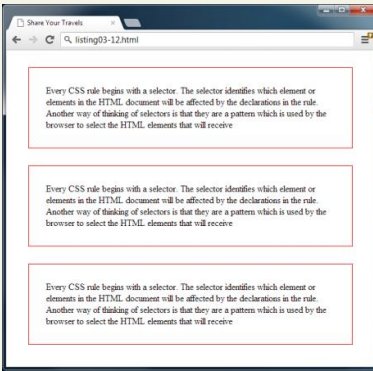 Share Your Travels
listing03-12.html
Every CSS rule begins with a selector. The selector identifies which element or
elements in the HTML document will be affected by the declarations in the rule.
Another way of thinking of selectors is that they are a pattern which is used by the
browser to select the HTML elements that will receive
Every CSS rule begins with a selector. The selector identifies which element or
elements in the HTML document will be affected by the declarations in the rule.
Another way of thinking of selectors is that they are a pattern which is used by the
browser to select the HTML elements that will receive
Every CSS rule begins with a selector. The selector identifies which element or
elements in the HTML document will be affected by the declarations in the rule.
Another way of thinking of selectors is that they are a pattern which is used by the
browser to select the HTML elements that will receive